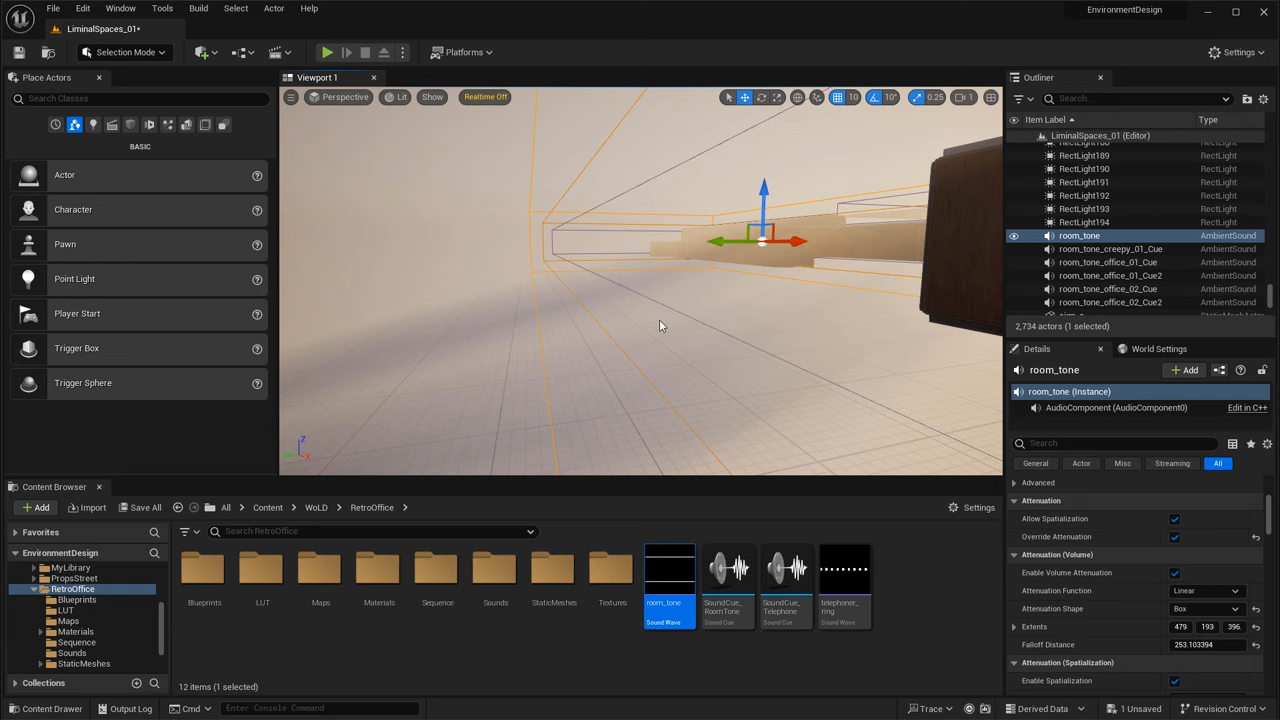 File Edit Window Tools Build Select Actor Help
EnvironmentDesign
LiminalSpaces_01*
Selection Mode
Platforms
Settings
Place Actors
Viewport 1
Outliner
Search Classes
Perspective
Lit
Show
Realtime Off
10
10°
0.25
1
Search...
Item Label
Type
BASIC
LiminalSpaces_01 (Editor)
RectLight189 RectLight
RectLight190 RectLight
RectLight191 RectLight
RectLight192 RectLight
RectLight193 RectLight
RectLight194 RectLight
room_tone AmbientSound
room_tone_creepy_01_Cue AmbientSound
room_tone_office_01_Cue AmbientSound
room_tone_office_01_Cue2 AmbientSound
room_tone_office_02_Cue AmbientSound
room_tone_office_02_Cue2 AmbientSound
2,734 actors (1 selected)
Actor
Character
Pawn
Point Light
Player Start
Trigger Box
Trigger Sphere
Z
X
Details
World Settings
room_tone
Add
room_tone (Instance)
AudioComponent (AudioComponent0)
Edit in C++
Search
General Actor Misc Streaming All
Advanced
Attenuation
Allow Spatialization
Override Attenuation
Attenuation (Volume)
Enable Volume Attenuation
Attenuation Function Linear
Attenuation Shape Box
Extents 479 193 396.
Falloff Distance 253.103394
Attenuation (Spatialization)
Enable Spatialization
Content Browser
Add
Import
Save All
All
Content
WoLD
RetroOffice
Settings
Favorites
Search RetroOffice
EnvironmentDesign
MyLibrary
PropsStreet
RetroOffice
Blueprints
LUT
Maps
Materials
Sequence
Sounds
StaticMeshes
Collections
Blueprints
LUT
Maps
Materials
Sequence
Sounds
StaticMeshes
Textures
room_tone
Sound Wave
SoundCue_
RoomTone
Sound Cue
SoundCue_
Telephone
Sound Cue
telephoner_
ring
Sound Wave
12 items (1 selected)
Content Drawer
Output Log
Cmd
Enter Console Command
Trace
Derived Data
1 Unsaved
Revision Control